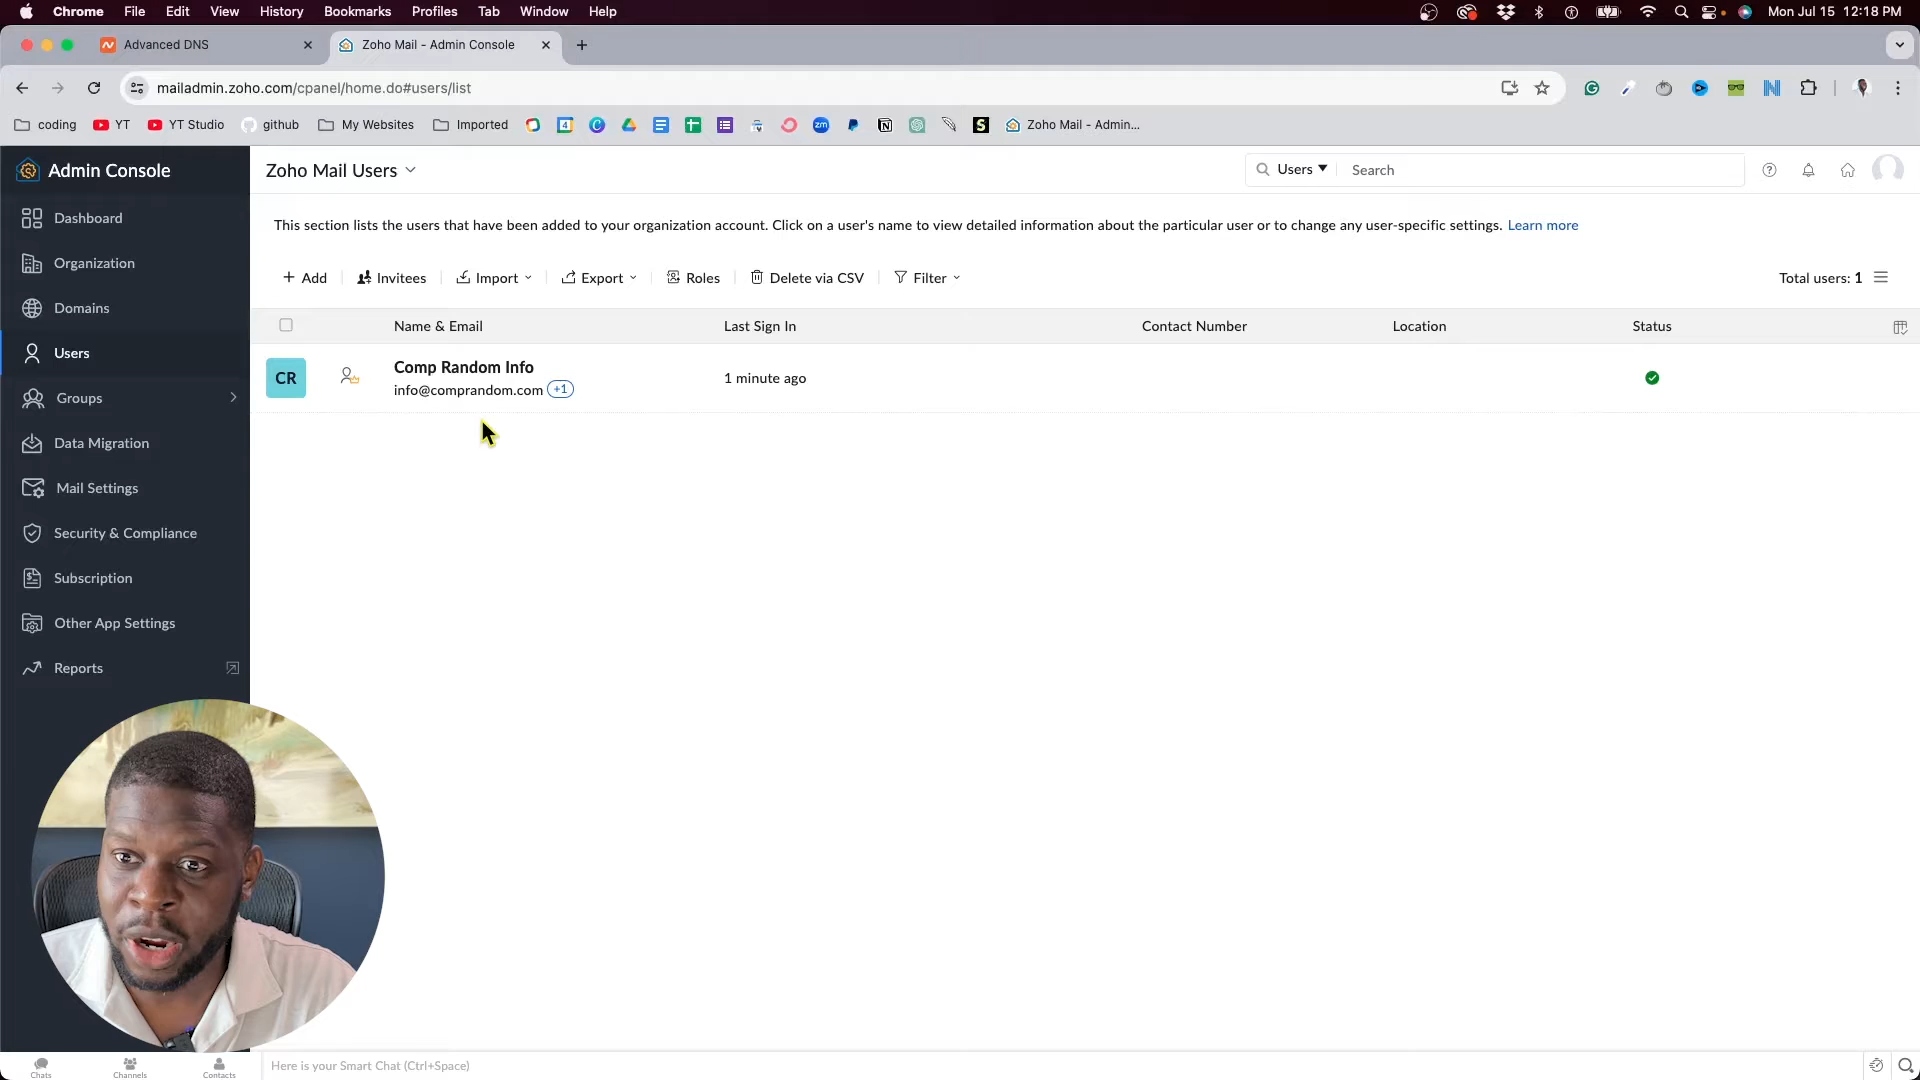 Chrome File Edit View History Bookmarks Profiles Tab Window Help Mon Jul 15 12:18 PM
Advanced DNS Zoho Mail - Admin Console
mailadmin.zoho.com/cpanel/home.do#users/list
coding YT YT Studio github My Websites Imported Zoho Mail - Admin...
Admin Console
Zoho Mail Users
Users Search
Dashboard
Organization
Domains
Users
Groups
Data Migration
Mail Settings
Security & Compliance
Subscription
Other App Settings
Reports
This section lists the users that have been added to your organization account. Click on a user's name to view detailed information about the particular user or to change any user-specific settings. Learn more
+ Add Invitees Import Export Roles Delete via CSV Filter Total users: 1
Name & Email Last Sign In Contact Number Location Status
CR
Comp Random Info
info@comprandom.com +1
1 minute ago
Chats Channels Contacts
Here is your Smart Chat (Ctrl+Space)